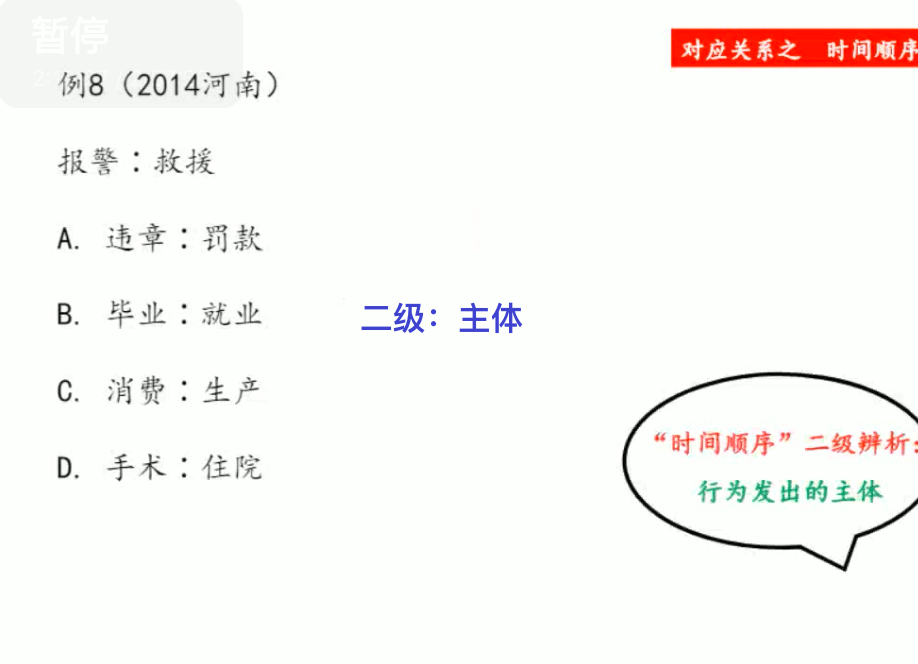 暂停
对应关系之 时间顺序
例8（2014河南）
报警：救援
A. 违章：罚款
B. 毕业：就业
二级：主体
C. 消费：生产
D. 手术：住院
“时间顺序”二级辨析：
行为发出的主体